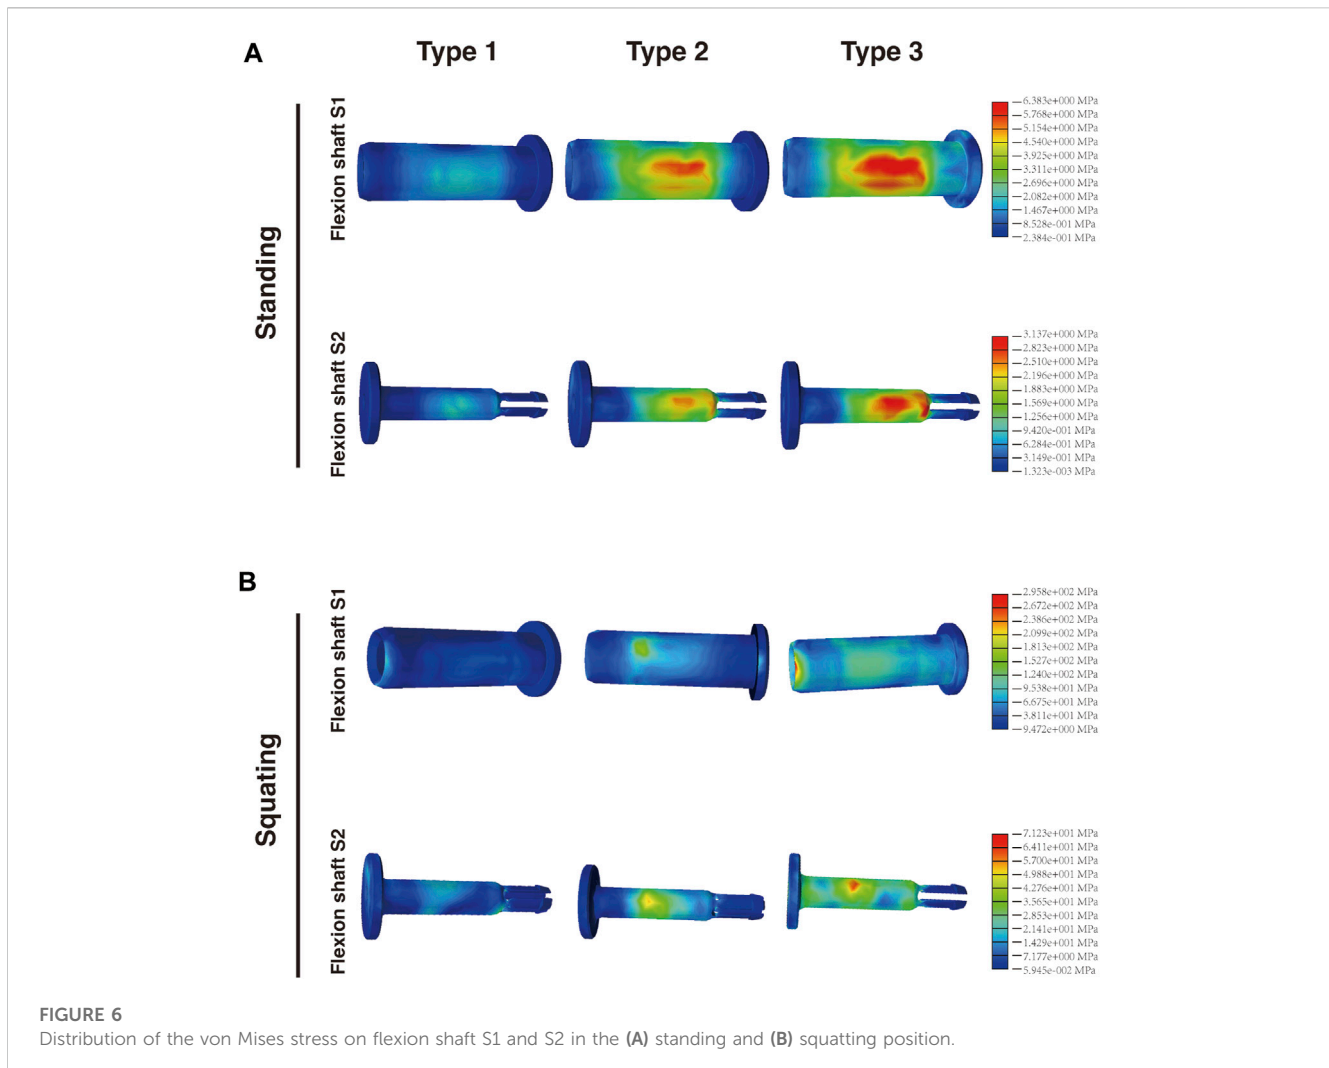 A
Type 1
Type 2
Type 3
Standing
Flexion shaft S1
6.383e+000 MPa
5.768e+000 MPa
5.154e+000 MPa
4.540e+000 MPa
3.925e+000 MPa
3.311e+000 MPa
2.696e+000 MPa
2.082e+000 MPa
1.467e+000 MPa
8.528e-001 MPa
2.384e-001 MPa
Flexion shaft S2
3.137e+000 MPa
2.823e+000 MPa
2.510e+000 MPa
2.196e+000 MPa
1.883e+000 MPa
1.569e+000 MPa
1.256e+000 MPa
9.420e-001 MPa
6.284e-001 MPa
3.149e-001 MPa
1.323e-003 MPa
B
Squating
Flexion shaft S1
2.958e+002 MPa
2.672e+002 MPa
2.386e+002 MPa
2.099e+002 MPa
1.813e+002 MPa
1.527e+002 MPa
1.240e+002 MPa
9.538e+001 MPa
6.675e+001 MPa
3.811e+001 MPa
9.472e+000 MPa
Flexion shaft S2
7.123e+001 MPa
6.411e+001 MPa
5.700e+001 MPa
4.988e+001 MPa
4.276e+001 MPa
3.565e+001 MPa
2.853e+001 MPa
2.141e+001 MPa
1.429e+001 MPa
7.177e+000 MPa
5.945e-002 MPa
FIGURE 6
Distribution of the von Mises stress on flexion shaft S1 and S2 in the (A) standing and (B) squatting position.